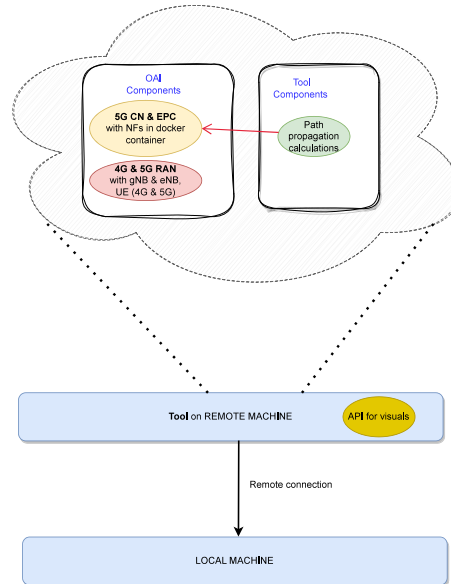 OAI
Components
5G CN & EPC
with NFs in docker
container
4G & 5G RAN
with gNB & eNB,
UE (4G & 5G)
Tool
Components
Path
propagation
calculations
Tool on REMOTE MACHINE
API for visuals
Remote connection
LOCAL MACHINE